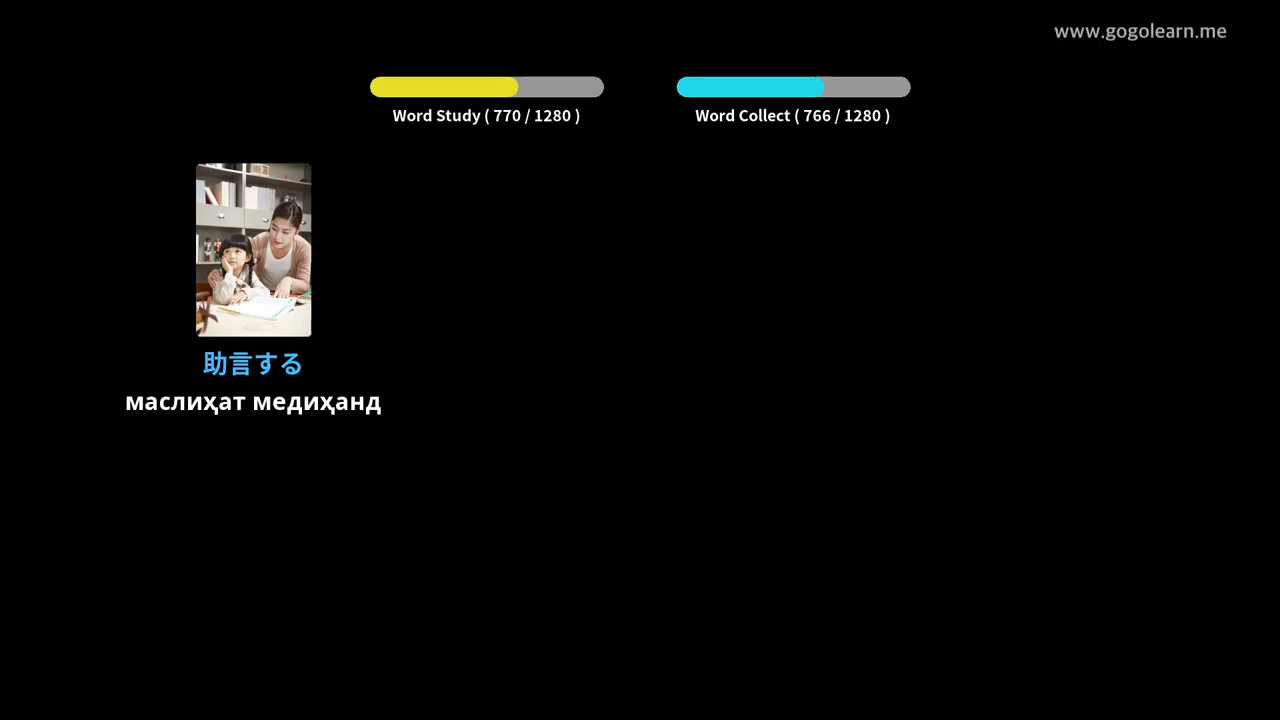 www.gogolearn.me
Word Study ( 770 / 1280 )
Word Collect ( 766 / 1280 )
助言する
маслиҳат медиҳанд